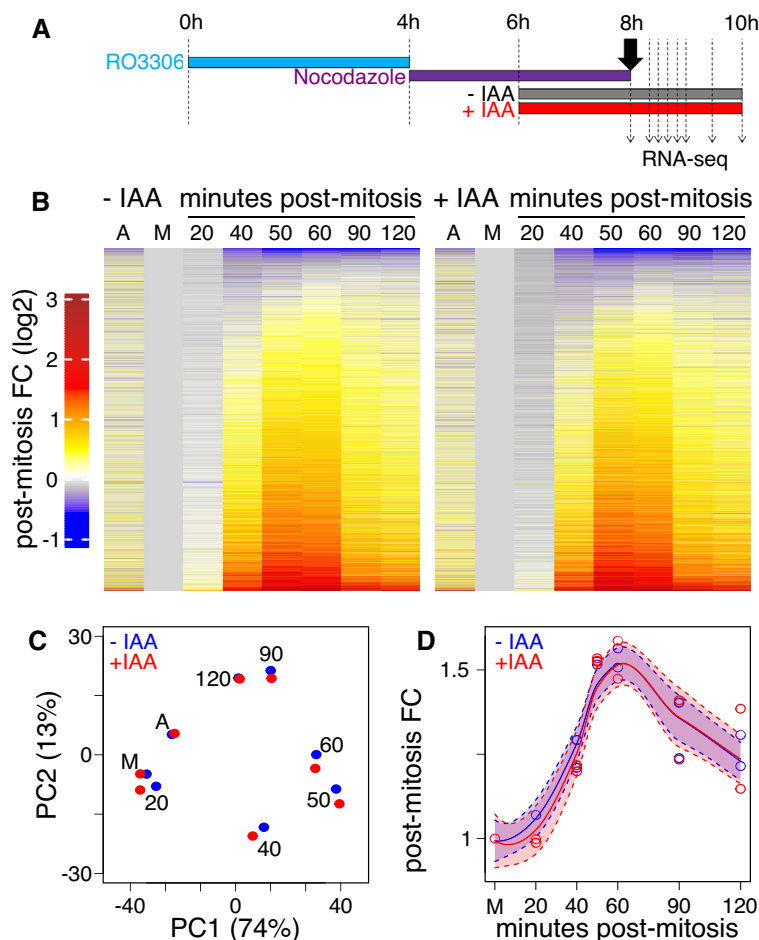 A
0h 4h 6h 8h 10h
RO3306
Nocodazole
- IAA
+ IAA
RNA-seq
B
- IAA minutes post-mitosis + IAA minutes post-mitosis
A M 20 40 50 60 90 120 A M 20 40 50 60 90 120
post-mitosis FC (log2)
3
2
1
0
-1
C
- IAA
+IAA
30
0
-30
PC2 (13%)
120
90
A
M
20
60
50
40
-40 0 40
PC1 (74%)
D
- IAA
+IAA
1.5
1
post-mitosis FC
M 20 40 60 90 120
minutes post-mitosis